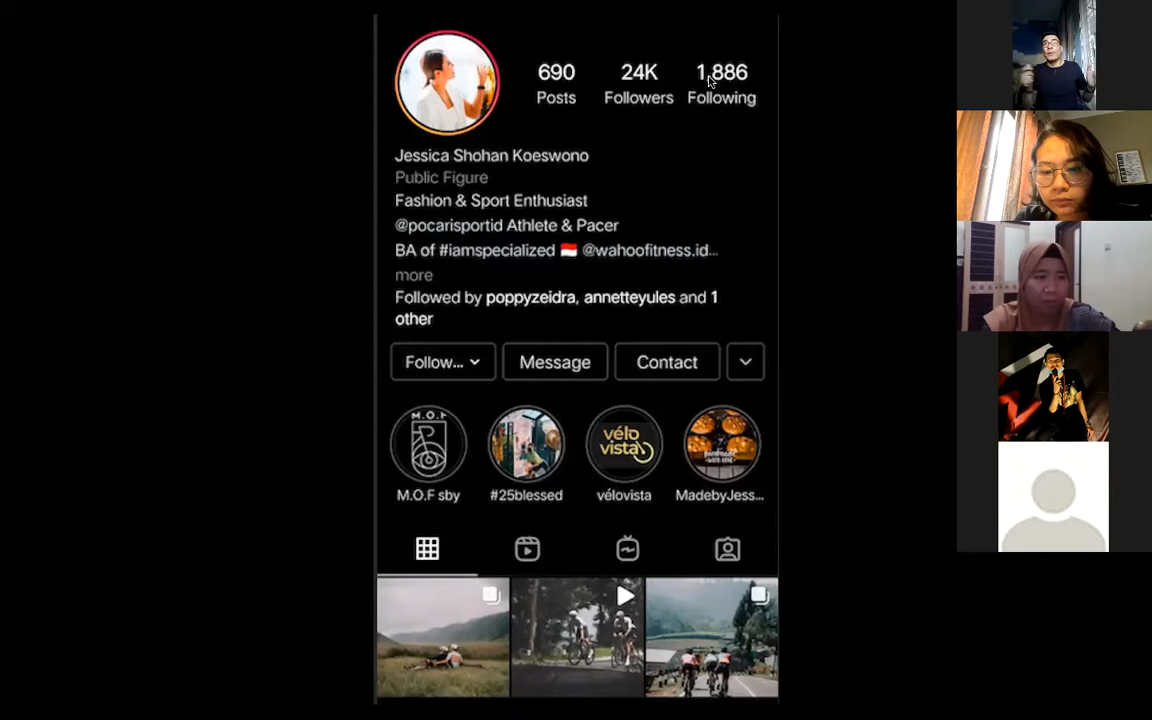 690
Posts
24K
Followers
1,886
Following
Jessica Shohan Koeswono
Public Figure
Fashion & Sport Enthusiast
@pocarisportid Athlete & Pacer
BA of #iamspecialized 🇮🇩 @wahoofitness.id...
more
Followed by poppyzeidra, annetteyules and 1
other
Follow...
Message
Contact
M.O.F
vélo
vista
M.O.F sby
#25blessed
vélovista
MadebyJess...